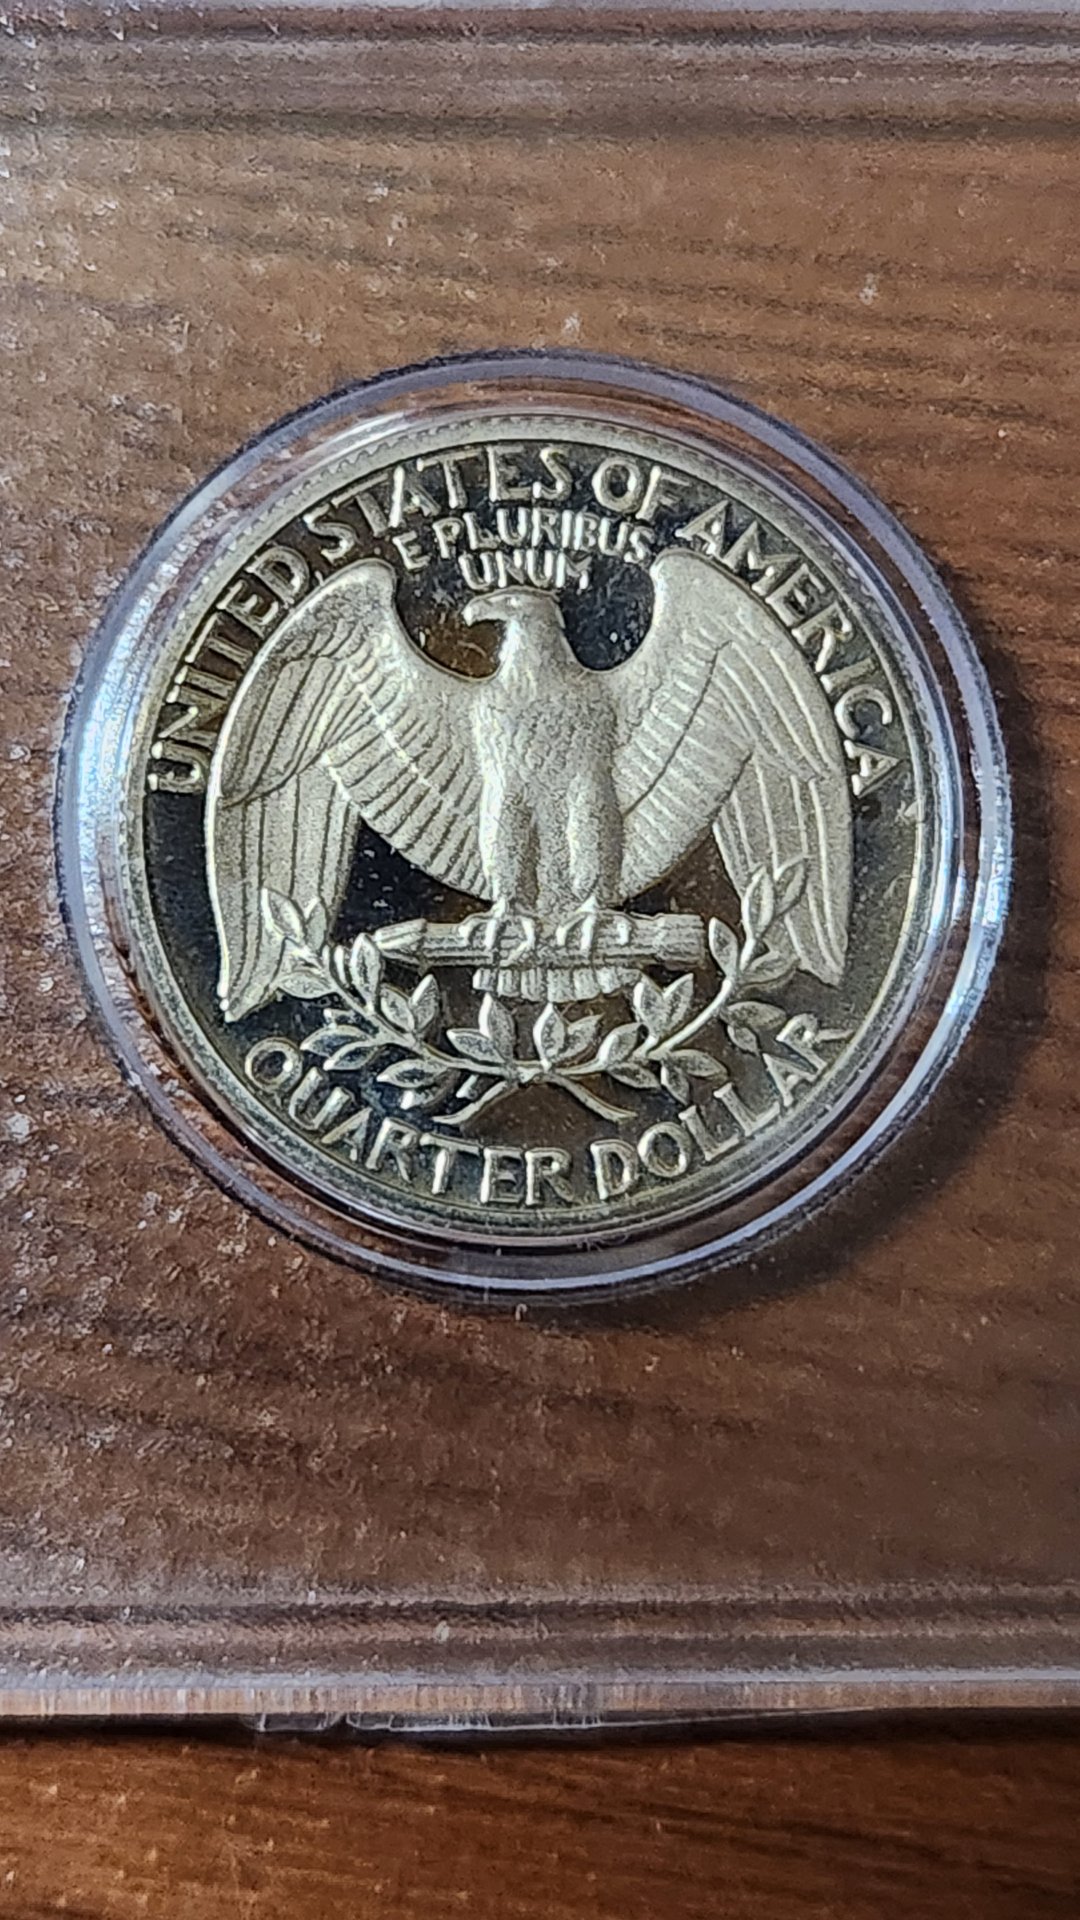 UNITED STATES OF AMERICA
E PLURIBUS
UNUM
QUARTER DOLLAR